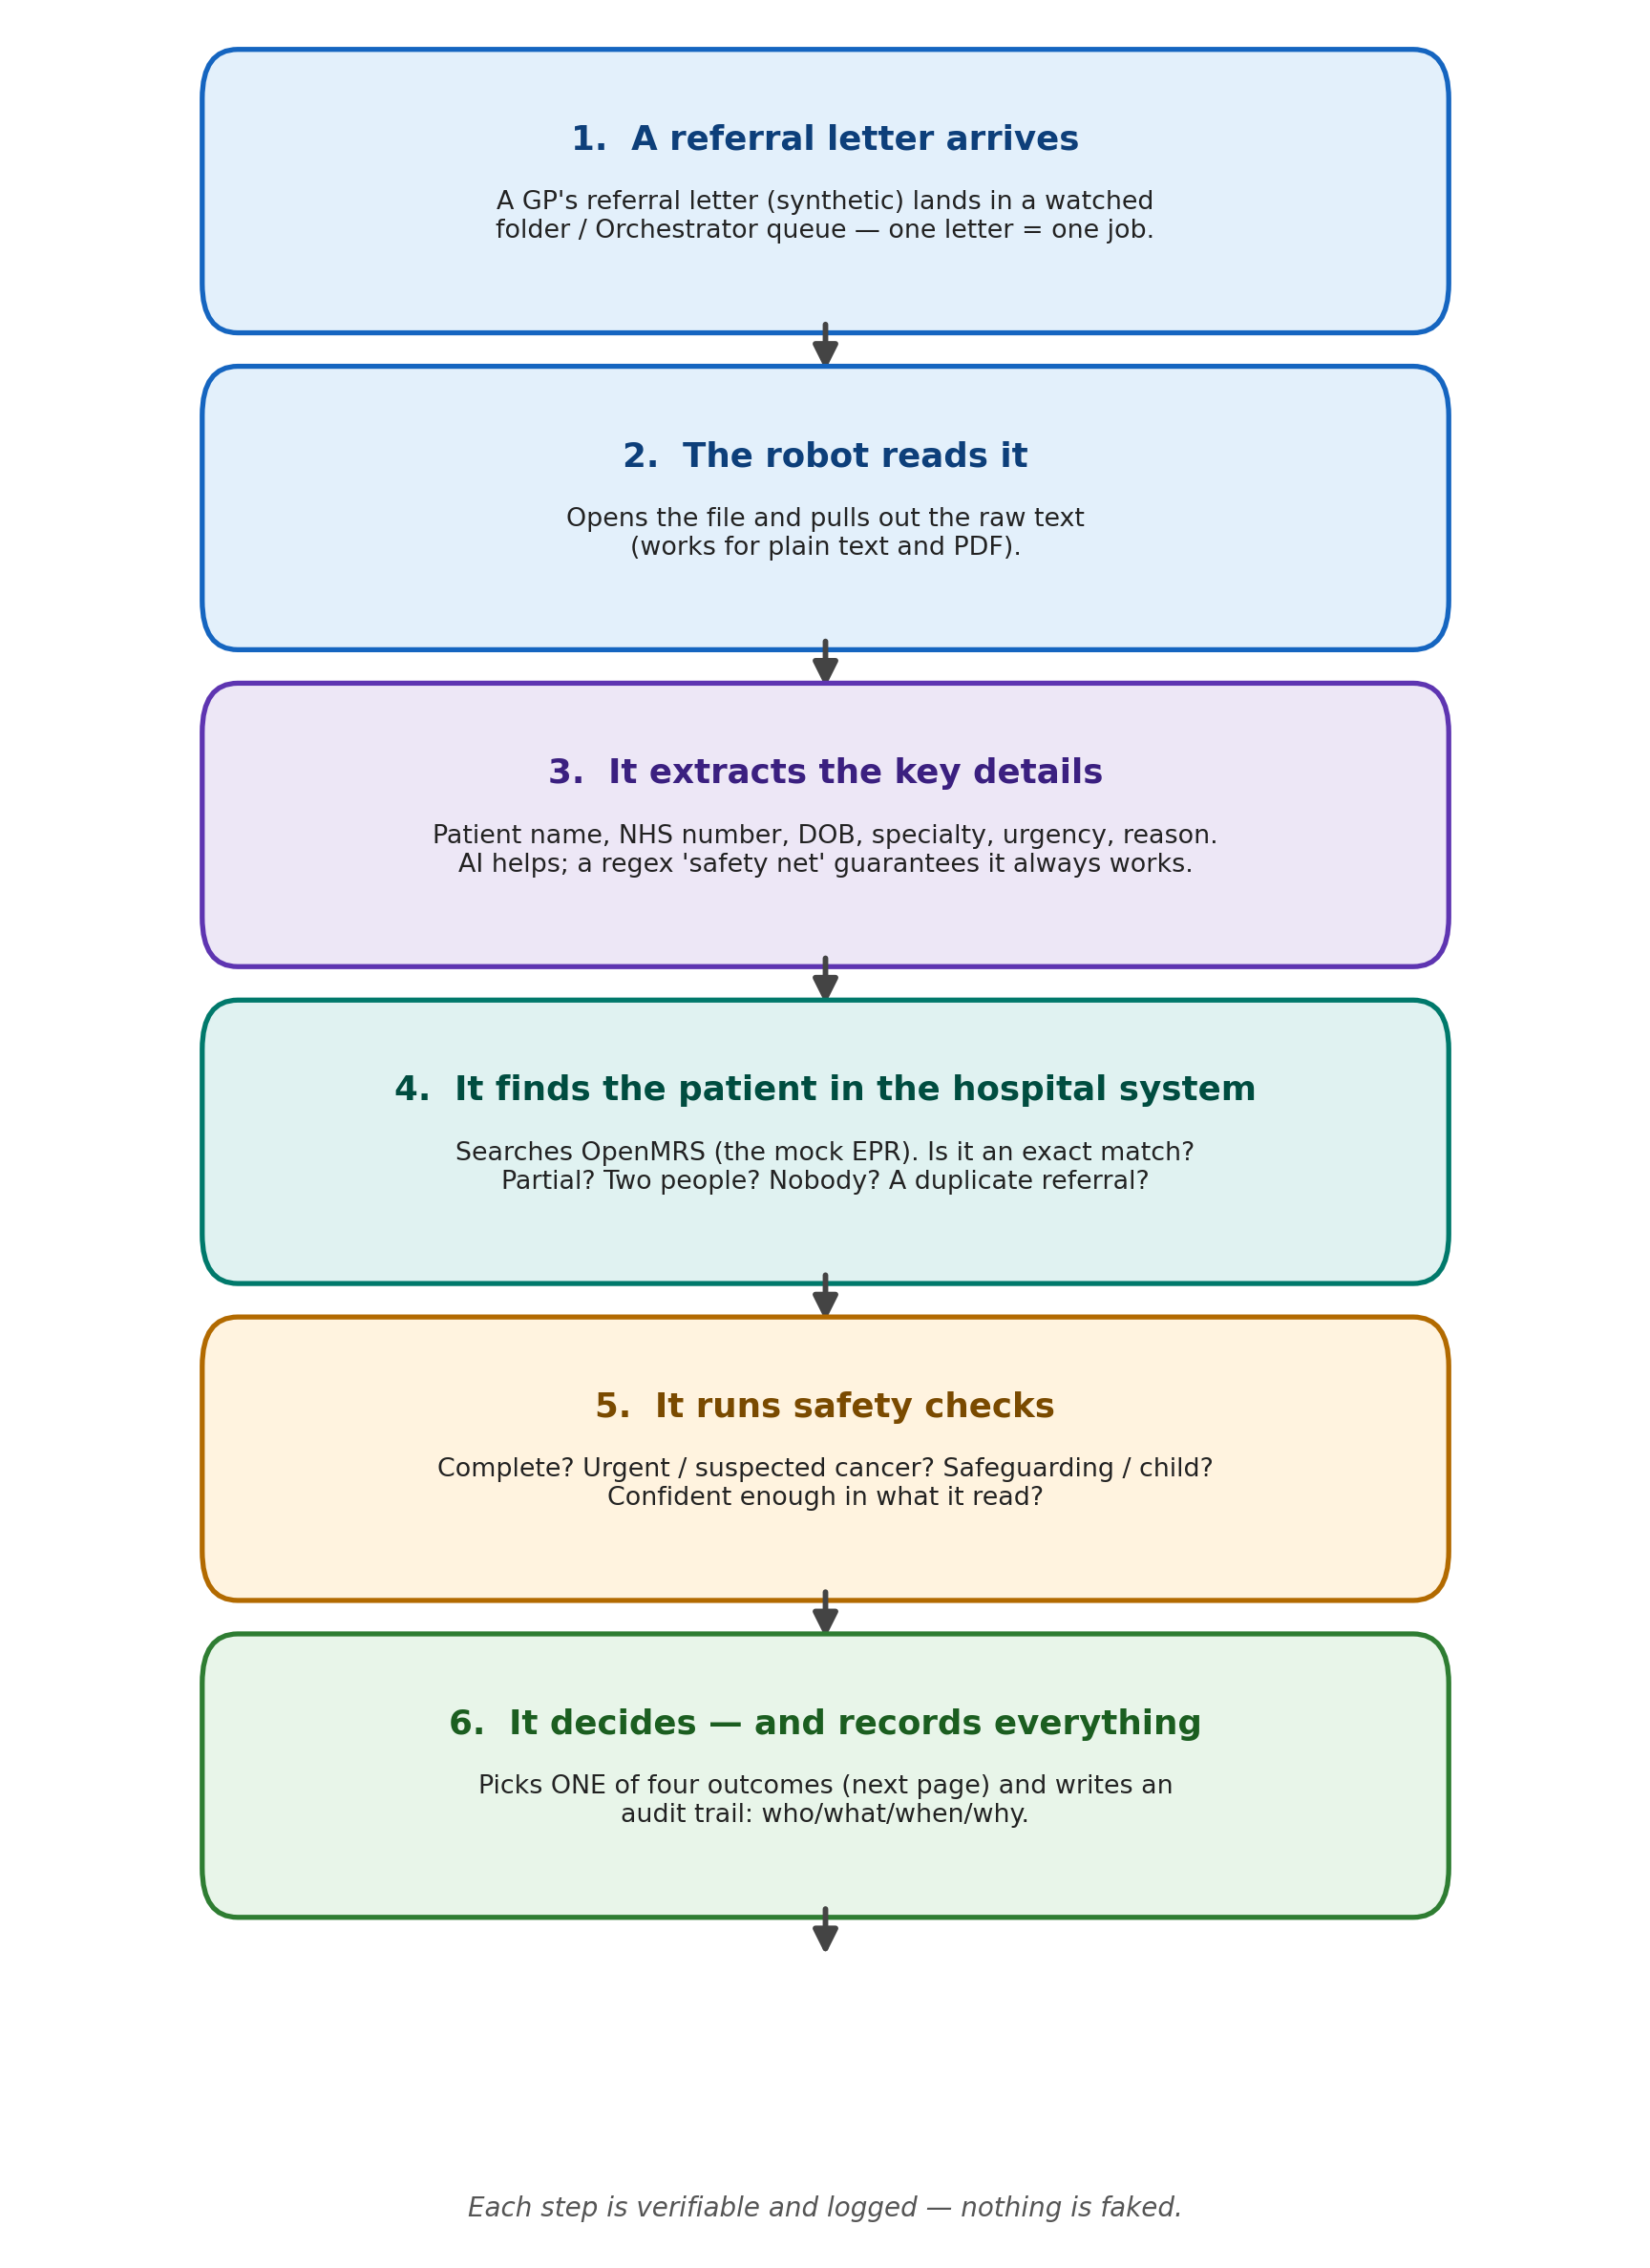 1.  A referral letter arrives
A GP's referral letter (synthetic) lands in a watched
folder / Orchestrator queue — one letter = one job.
2.  The robot reads it
Opens the file and pulls out the raw text
(works for plain text and PDF).
3.  It extracts the key details
Patient name, NHS number, DOB, specialty, urgency, reason.
AI helps; a regex 'safety net' guarantees it always works.
4.  It finds the patient in the hospital system
Searches OpenMRS (the mock EPR). Is it an exact match?
Partial? Two people? Nobody? A duplicate referral?
5.  It runs safety checks
Complete? Urgent / suspected cancer? Safeguarding / child?
Confident enough in what it read?
6.  It decides — and records everything
Picks ONE of four outcomes (next page) and writes an
audit trail: who/what/when/why.
Each step is verifiable and logged — nothing is faked.